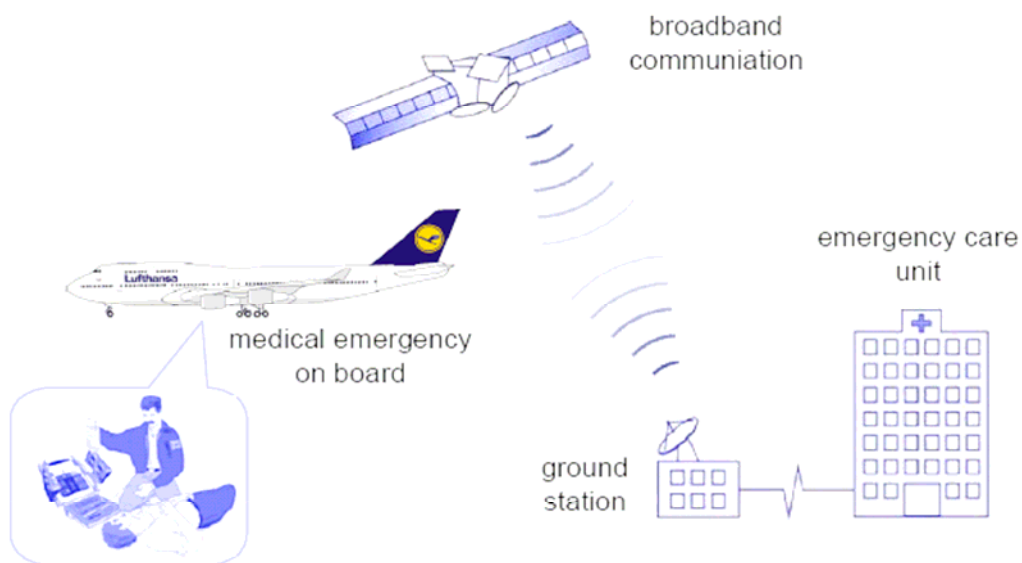 broadband
communiation
Lufthansa
emergency care
unit
medical emergency
on board
ground
station